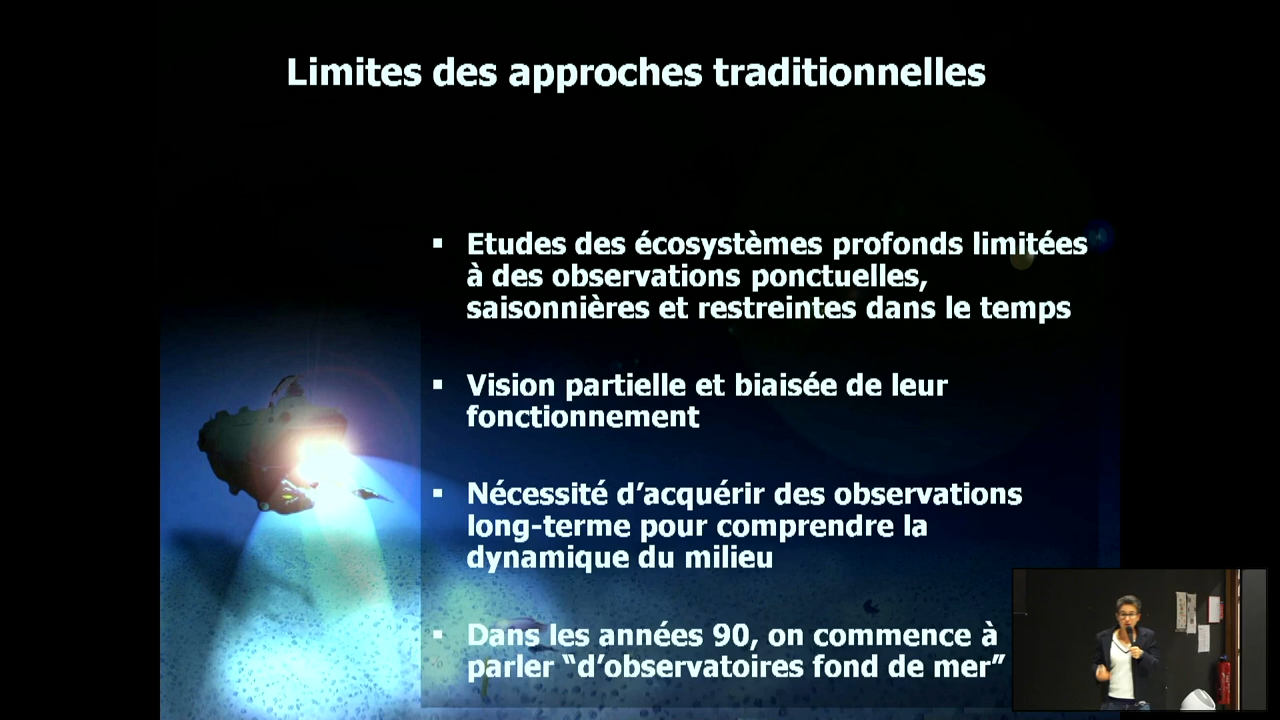 Limites des approches traditionnelles
▪ Etudes des écosystèmes profonds limitées
à des observations ponctuelles,
saisonnières et restreintes dans le temps
▪ Vision partielle et biaisée de leur
fonctionnement
▪ Nécessité d’acquérir des observations
long-terme pour comprendre la
dynamique du milieu
▪ Dans les années 90, on commence à
parler “d’observatoires fond de mer”